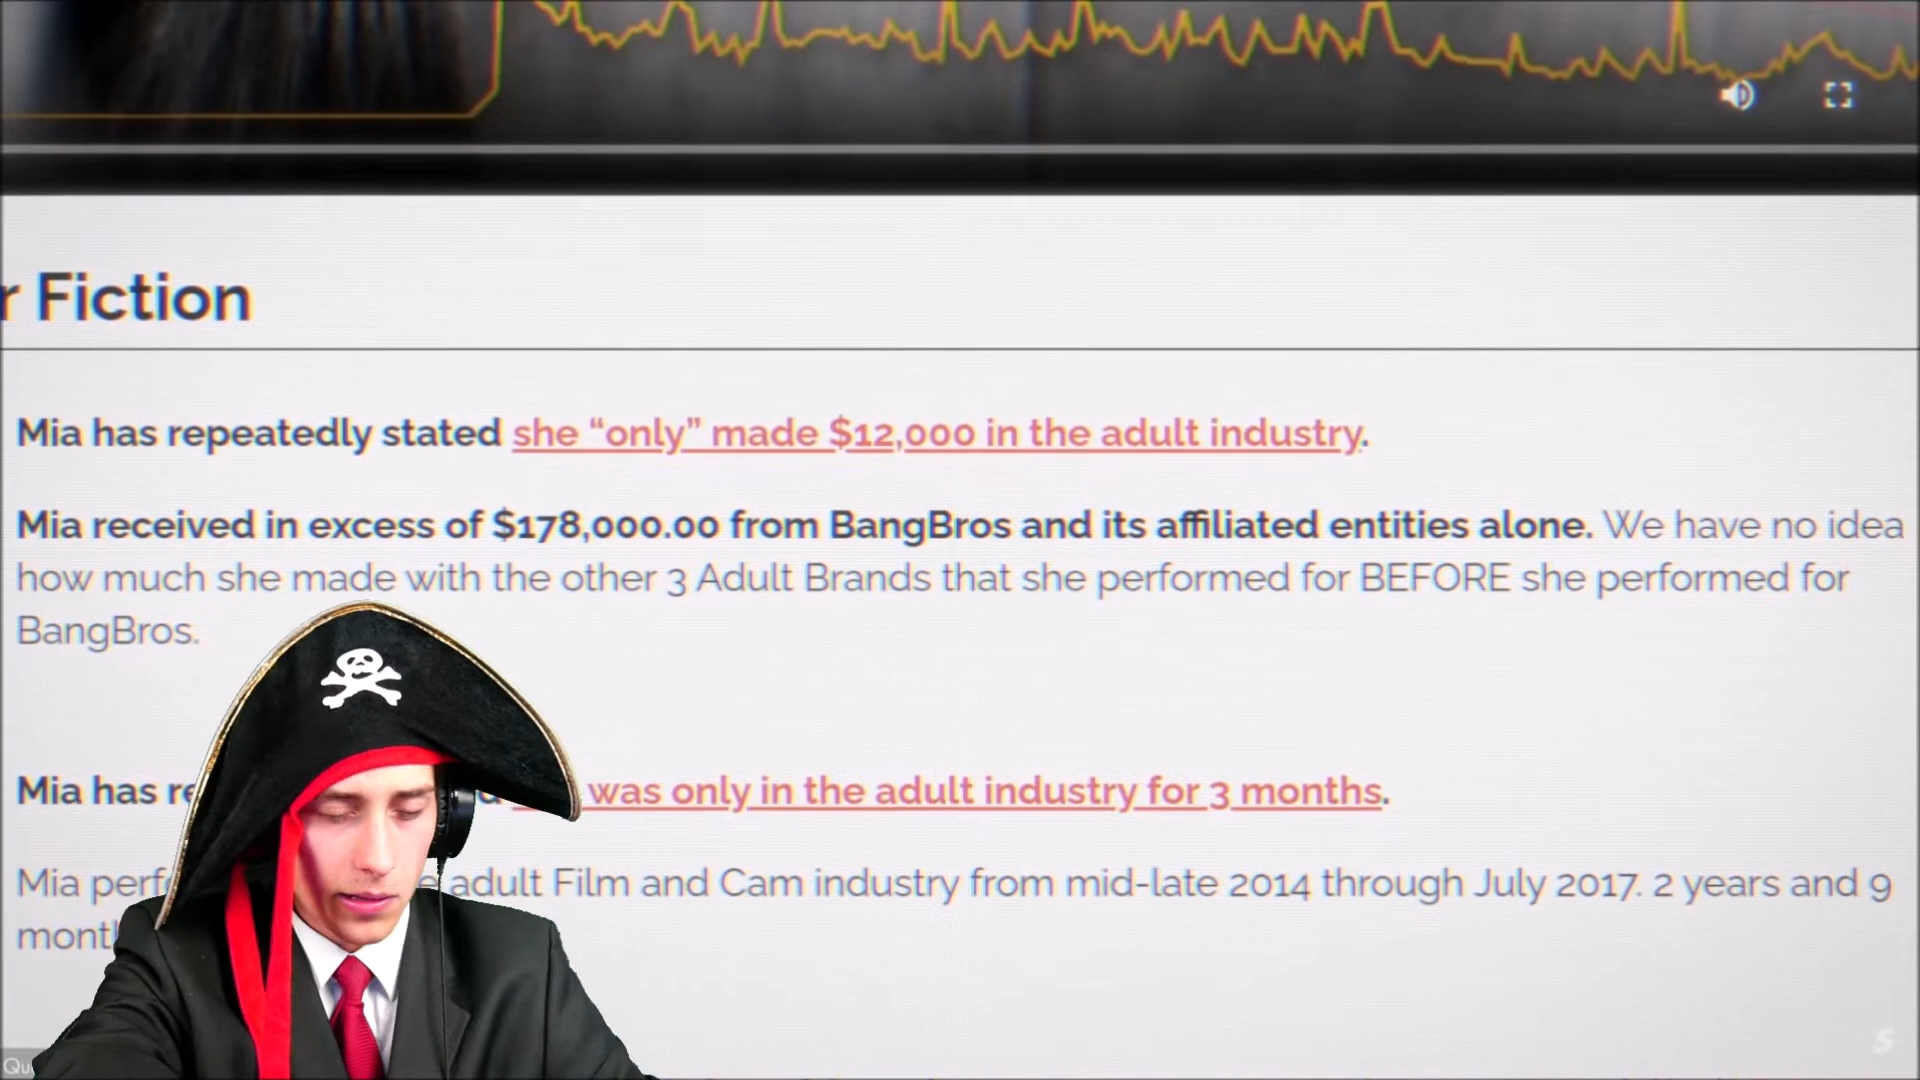 r Fiction
Mia has repeatedly stated she “only” made $12,000 in the adult industry.
Mia received in excess of $178,000.00 from BangBros and its affiliated entities alone. We have no idea
how much she made with the other 3 Adult Brands that she performed for BEFORE she performed for
BangBros.
Mia has re d was only in the adult industry for 3 months.
Mia perf e adult Film and Cam industry from mid-late 2014 through July 2017. 2 years and 9
mont
Qu
S